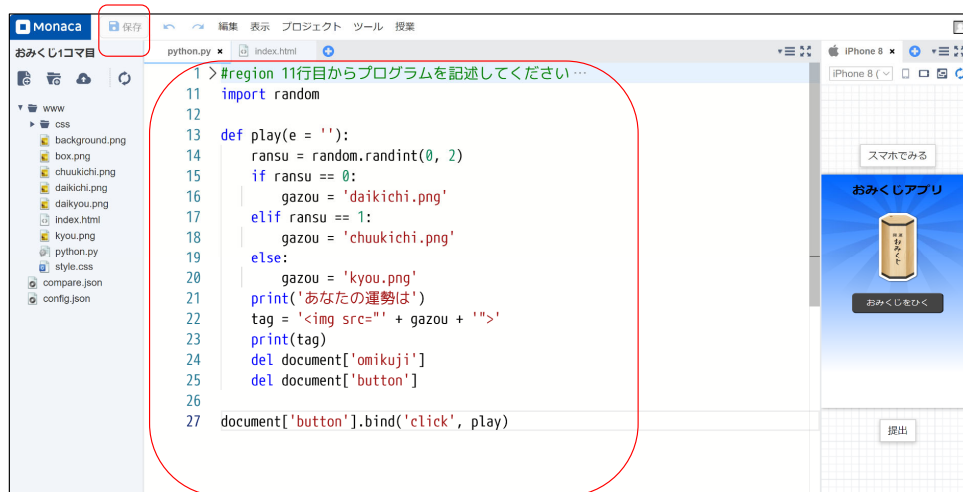 Monaca 保存 編集 表示 プロジェクト ツール 授業
おみくじ1コマ目
www
css
background.png
box.png
chuukichi.png
daikichi.png
daikyou.png
index.html
kyou.png
python.py
style.css
compare.json
config.json
python.py × index.html
1 #region 11行目からプログラムを記述してください…
11 import random
12
13 def play(e = ''):
14 ransu = random.randint(0, 2)
15 if ransu == 0:
16 gazou = 'daikichi.png'
17 elif ransu == 1:
18 gazou = 'chuukichi.png'
19 else:
20 gazou = 'kyou.png'
21 print('あなたの運勢は')
22 tag = '<img src="' + gazou + '">'
23 print(tag)
24 del document['omikuji']
25 del document['button']
26
27 document['button'].bind('click', play)
iPhone 8 ×
iPhone 8 (
スマホでみる
おみくじアプリ
おみくじ
おみくじをひく
提出